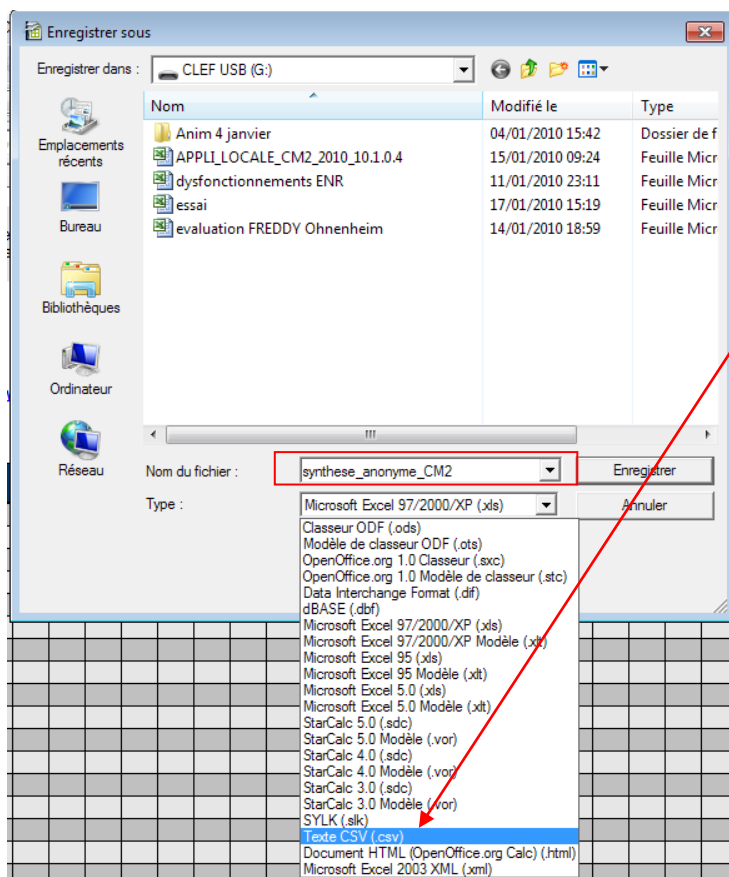 Enregistrer sous
Enregistrer dans : CLEF USB (G:)
Nom Modifié le Type
Anim 4 janvier 04/01/2010 15:42 Dossier de f
APPLI_LOCALE_CM2_2010_10.1.0.4 15/01/2010 09:24 Feuille Micr
dysfonctionnements ENR 11/01/2010 23:11 Feuille Micr
essai 17/01/2010 15:19 Feuille Micr
evaluation FREDDY Ohnenheim 14/01/2010 18:59 Feuille Micr
Emplacements
récents
Bureau
Bibliothèques
Ordinateur
Réseau
Nom du fichier : synthese_anonyme_CM2 Enregistrer
Type : Microsoft Excel 97/2000/XP (.xls) Annuler
Classeur ODF (.ods)
Modèle de classeur ODF (.ots)
OpenOffice.org 1.0 Classeur (.sxc)
OpenOffice.org 1.0 Modèle de classeur (.stc)
Data Interchange Format (.dif)
dBASE (.dbf)
Microsoft Excel 97/2000/XP (.xls)
Microsoft Excel 97/2000/XP Modèle (.xlt)
Microsoft Excel 95 (.xls)
Microsoft Excel 95 Modèle (.xlt)
Microsoft Excel 5.0 (.xls)
Microsoft Excel 5.0 Modèle (.xlt)
StarCalc 5.0 (.sdc)
StarCalc 5.0 Modèle (.vor)
StarCalc 4.0 (.sdc)
StarCalc 4.0 Modèle (.vor)
StarCalc 3.0 (.sdc)
StarCalc 3.0 Modèle (.vor)
SYLK (.slk)
Texte CSV (.csv)
Document HTML (OpenOffice.org Calc) (.html)
Microsoft Excel 2003 XML (.xml)